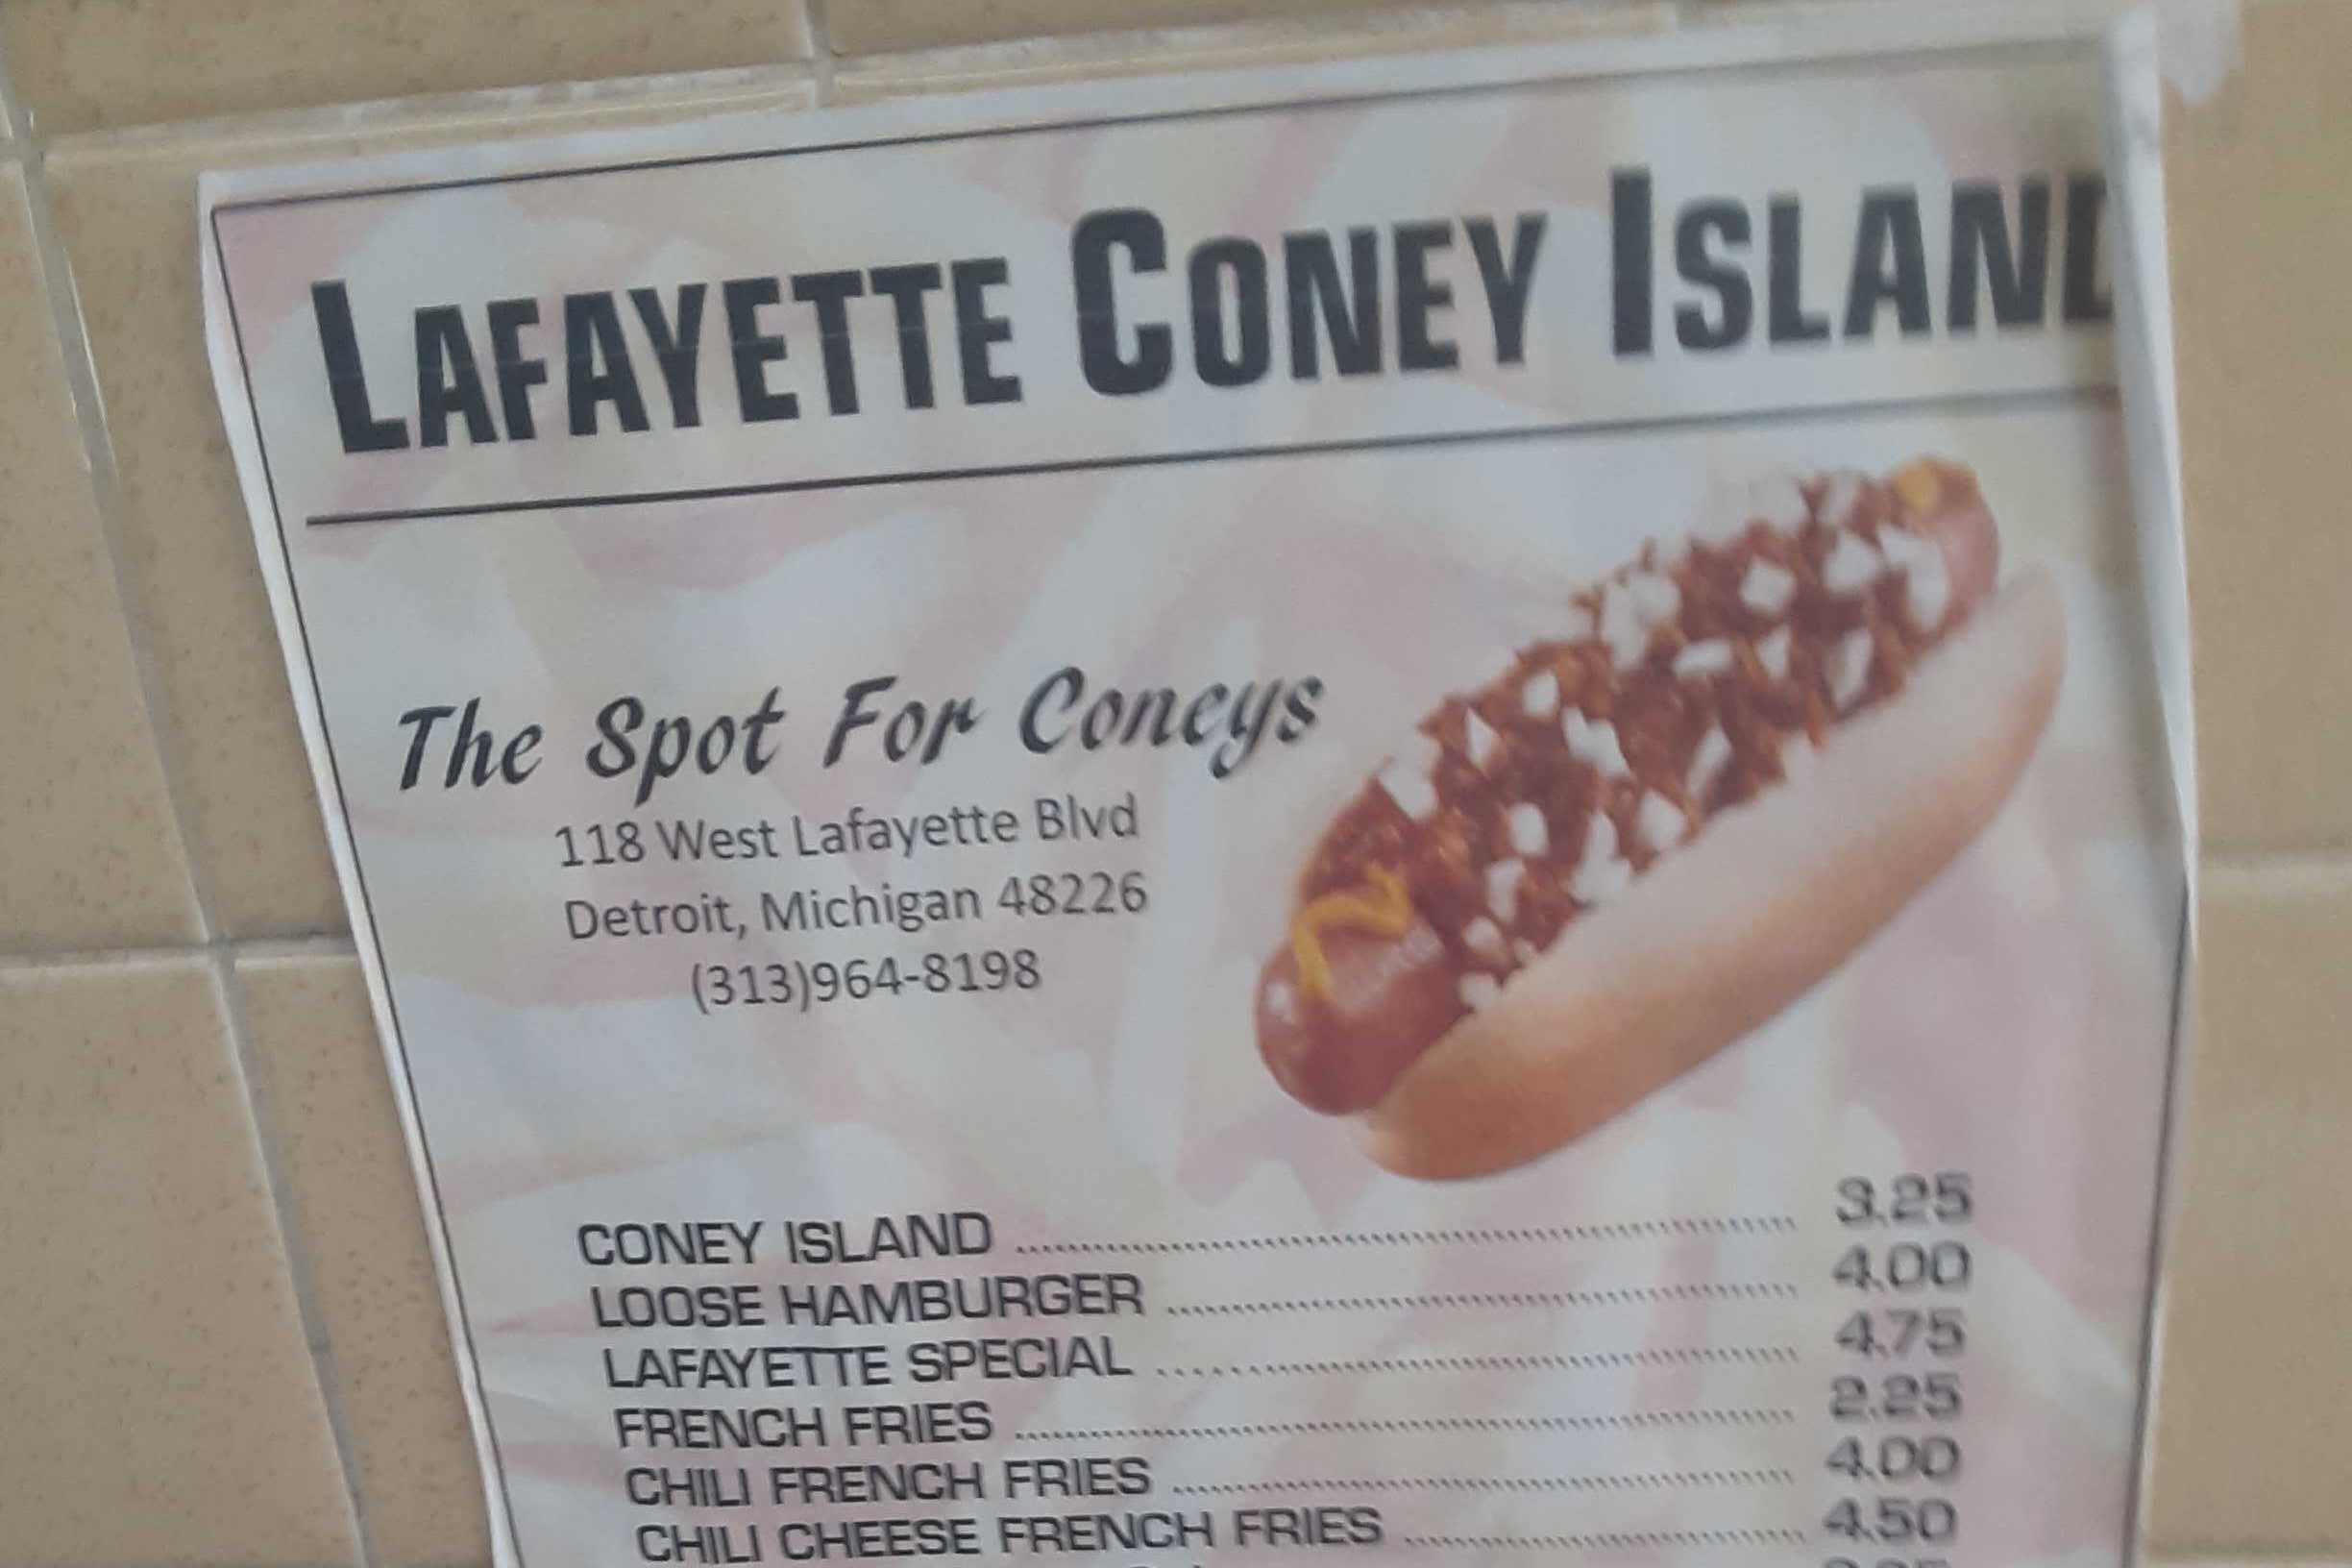 LAFAYETTE CONEY ISLAND
The Spot For Coneys
118 West Lafayette Blvd
Detroit, Michigan 48226
(313)964-8198
CONEY ISLAND 3.25
LOOSE HAMBURGER 4.00
LAFAYETTE SPECIAL 4.75
FRENCH FRIES 2.25
CHILI FRENCH FRIES 4.00
CHILI CHEESE FRENCH FRIES 4.50